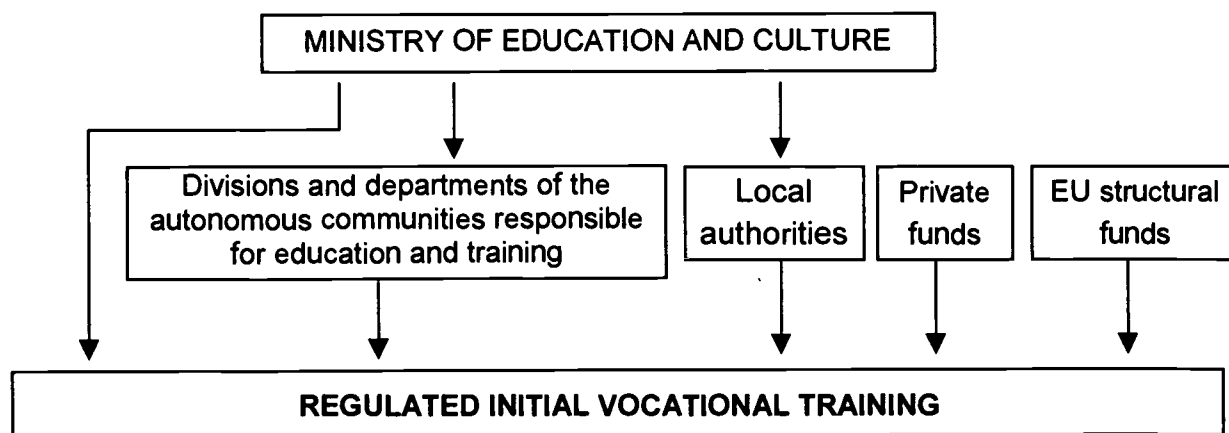 MINISTRY OF EDUCATION AND CULTURE
Divisions and departments of the
autonomous communities responsible
for education and training
Local
authorities
Private
funds
EU structural
funds
REGULATED INITIAL VOCATIONAL TRAINING